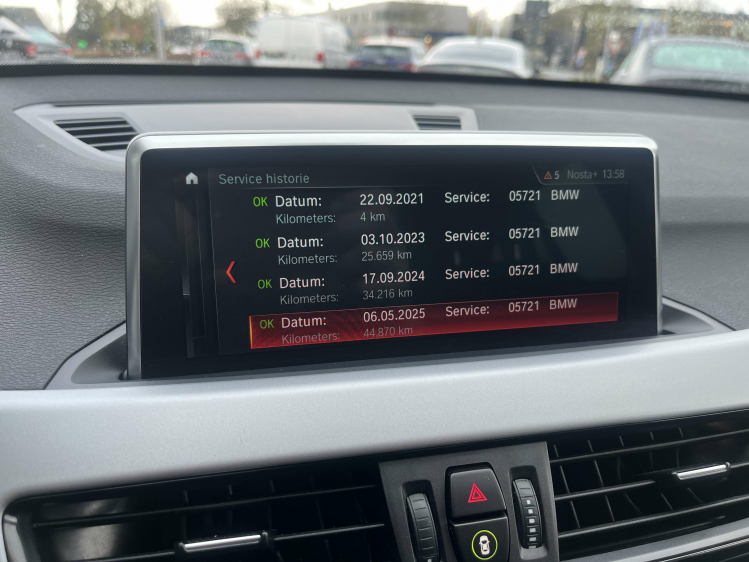 Service historie
5 Nosta+ 13:58
OK Datum: 22.09.2021 Service: 05721 BMW
Kilometers: 4 km
OK Datum: 03.10.2023 Service: 05721 BMW
Kilometers: 25.659 km
OK Datum: 17.09.2024 Service: 05721 BMW
Kilometers: 34.216 km
OK Datum: 06.05.2025 Service: 05721 BMW
Kilometers: 44.870 km